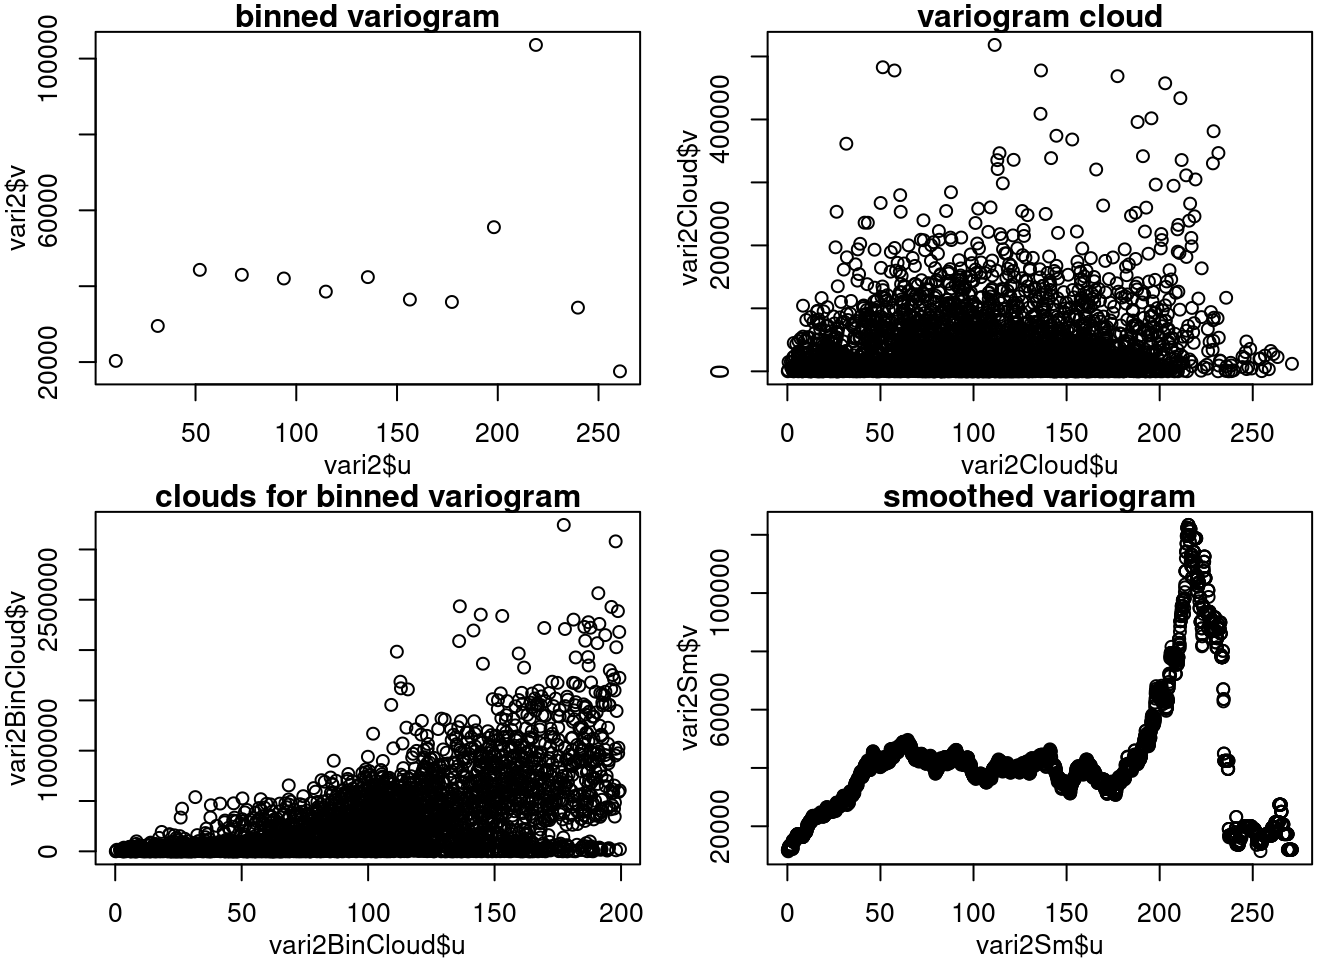 binned variogram
vari2$v
20000 60000 100000
50 100 150 200 250
vari2$u
variogram cloud
vari2Cloud$v
0 200000 400000
0 50 100 150 200 250
vari2Cloud$u
clouds for binned variogram
vari2BinCloud$v
0 1000000 2500000
0 50 100 150 200
vari2BinCloud$u
smoothed variogram
vari2Sm$v
20000 60000 100000
0 50 100 150 200 250
vari2Sm$u